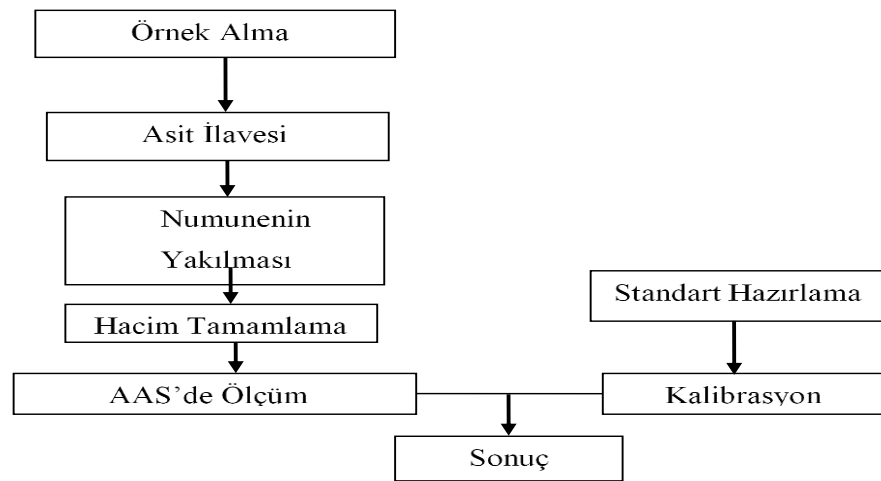 Örnek Alma
Asit İlavesi
Numunenin
Yakılması
Standart Hazırlama
Hacim Tamamlama
AAS’de Ölçüm
Kalibrasyon
Sonuç